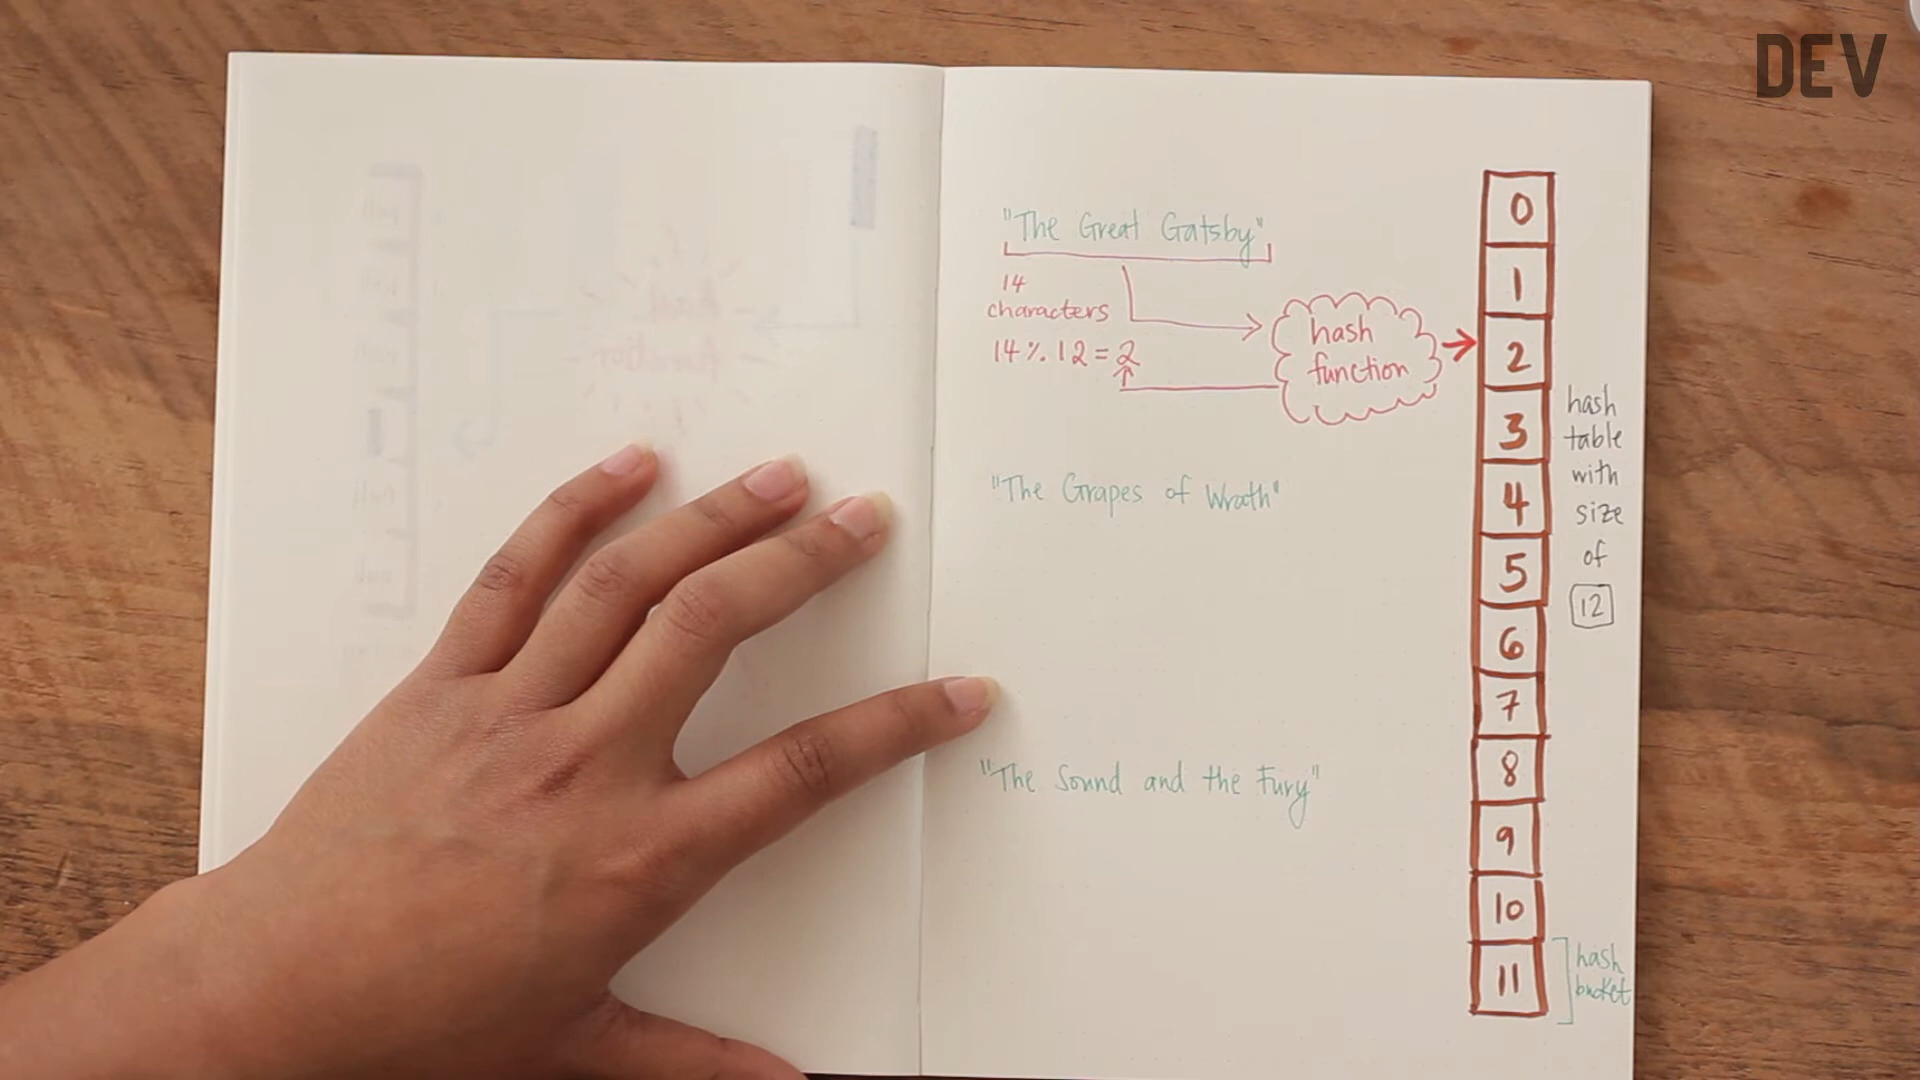 DEV
"The Great Gatsby"
14
characters
14 % 12 = 2
hash
function
"The Grapes of Wrath"
"The Sound and the Fury"
0
1
2
3
4
5
6
7
8
9
10
11
hash
table
with
size
of
12
hash
bucket